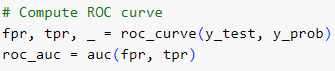 # Compute ROC curve
fpr, tpr, _ = roc_curve(y_test, y_prob)
roc_auc = auc(fpr, tpr)